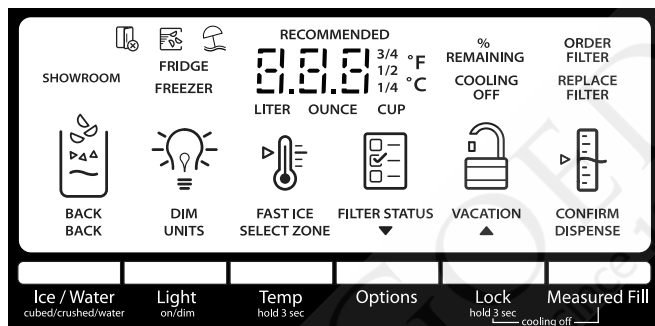 RECOMMENDED
SHOWROOM
FRIDGE
FREEZER
8.8.8
3/4
1/2
1/4
°F
°C
LITER OUNCE CUP
%
REMAINING
COOLING
OFF
ORDER
FILTER
REPLACE
FILTER
BACK
BACK
DIM
UNITS
FAST ICE
SELECT ZONE
FILTER STATUS
VACATION
CONFIRM
DISPENSE
Ice / Water
cubed/crushed/water
Light
on/dim
Temp
hold 3 sec
Options
Lock
hold 3 sec
Measured Fill
cooling off